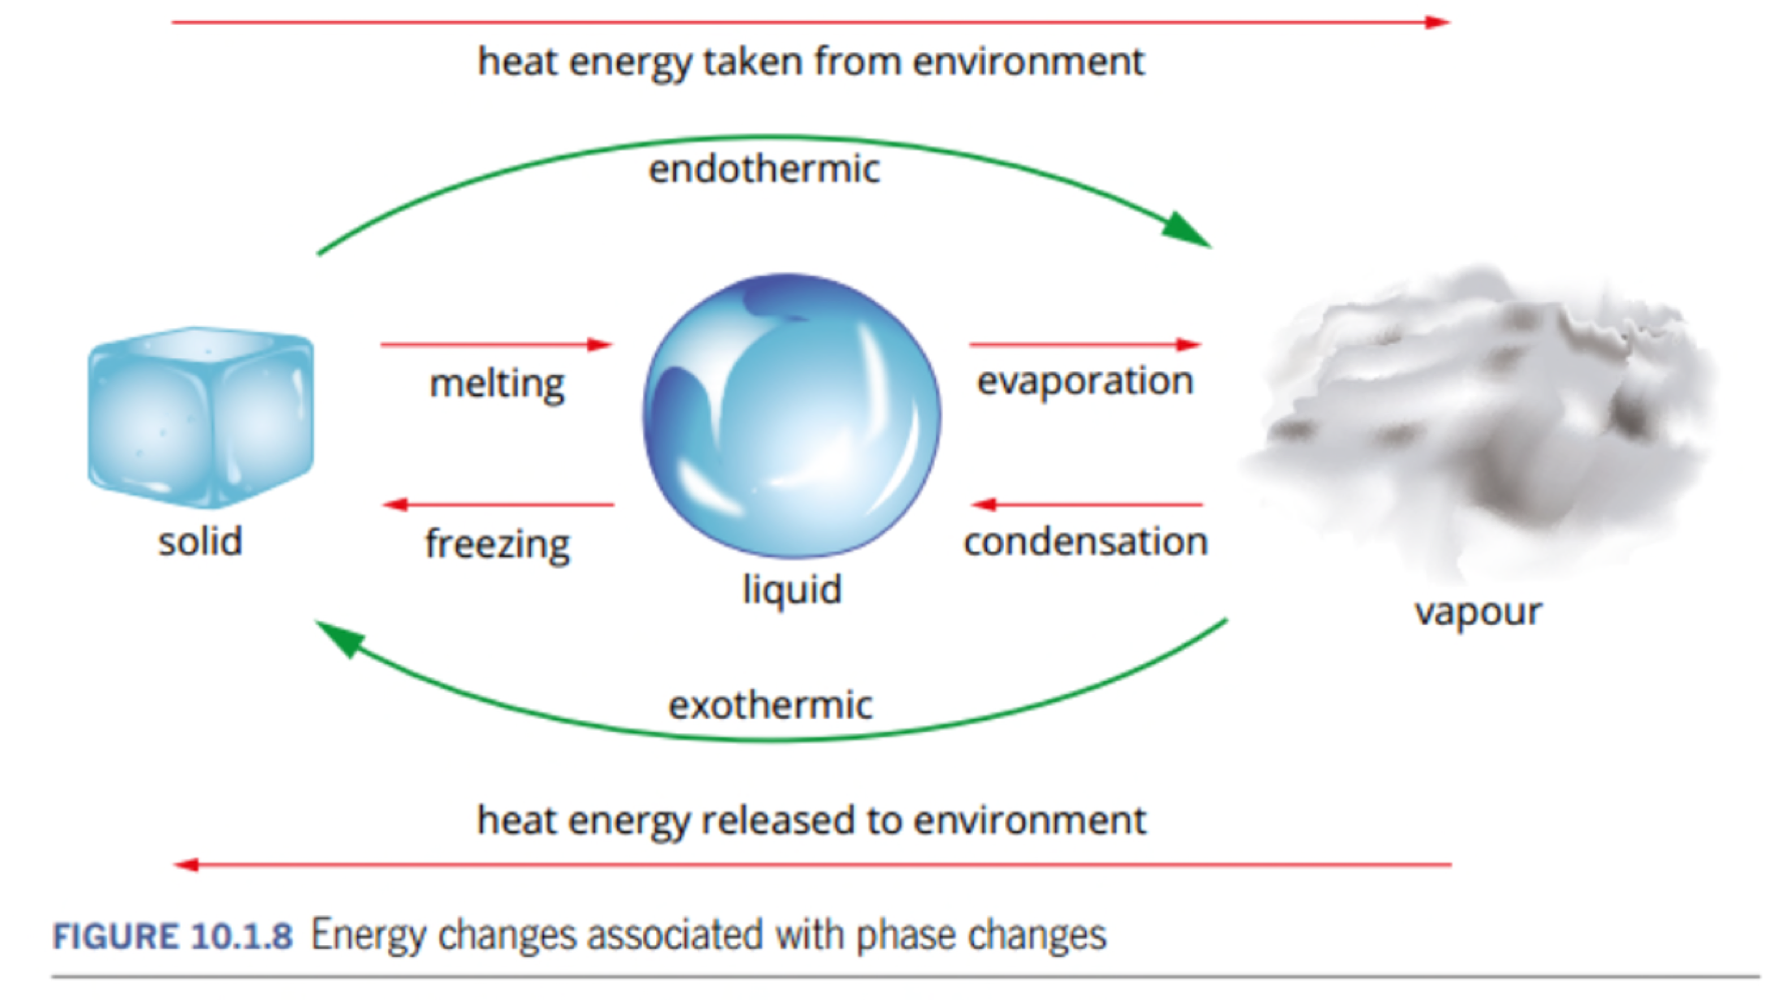 heat energy taken from environment
endothermic
melting
evaporation
solid
freezing
condensation
liquid
vapour
exothermic
heat energy released to environment
FIGURE 10.1.8 Energy changes associated with phase changes